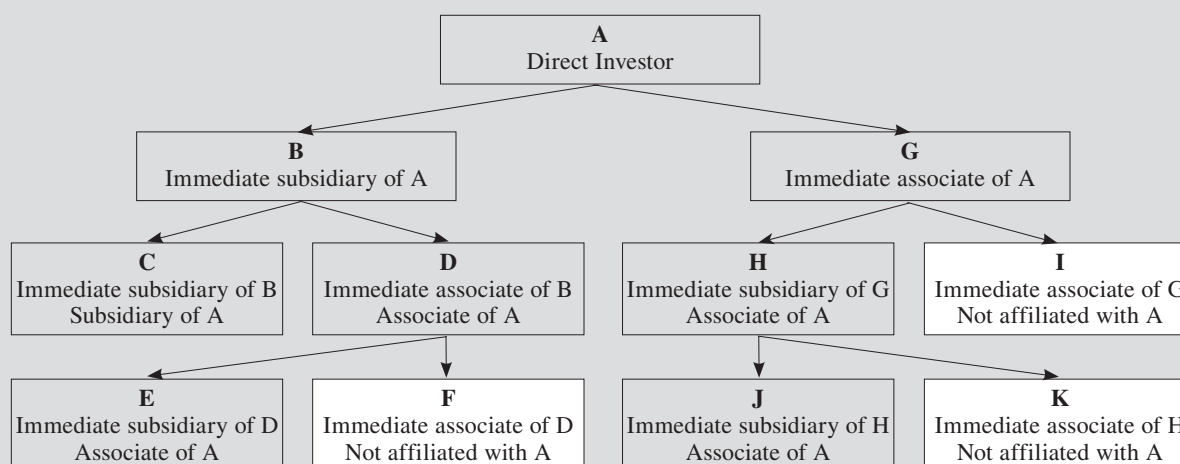 A
Direct Investor
B
Immediate subsidiary of A
G
Immediate associate of A
C
Immediate subsidiary of B
Subsidiary of A
D
Immediate associate of B
Associate of A
H
Immediate subsidiary of G
Associate of A
I
Immediate associate of G
Not affiliated with A
E
Immediate subsidiary of D
Associate of A
F
Immediate associate of D
Not affiliated with A
J
Immediate subsidiary of H
Associate of A
K
Immediate associate of H
Not affiliated with A